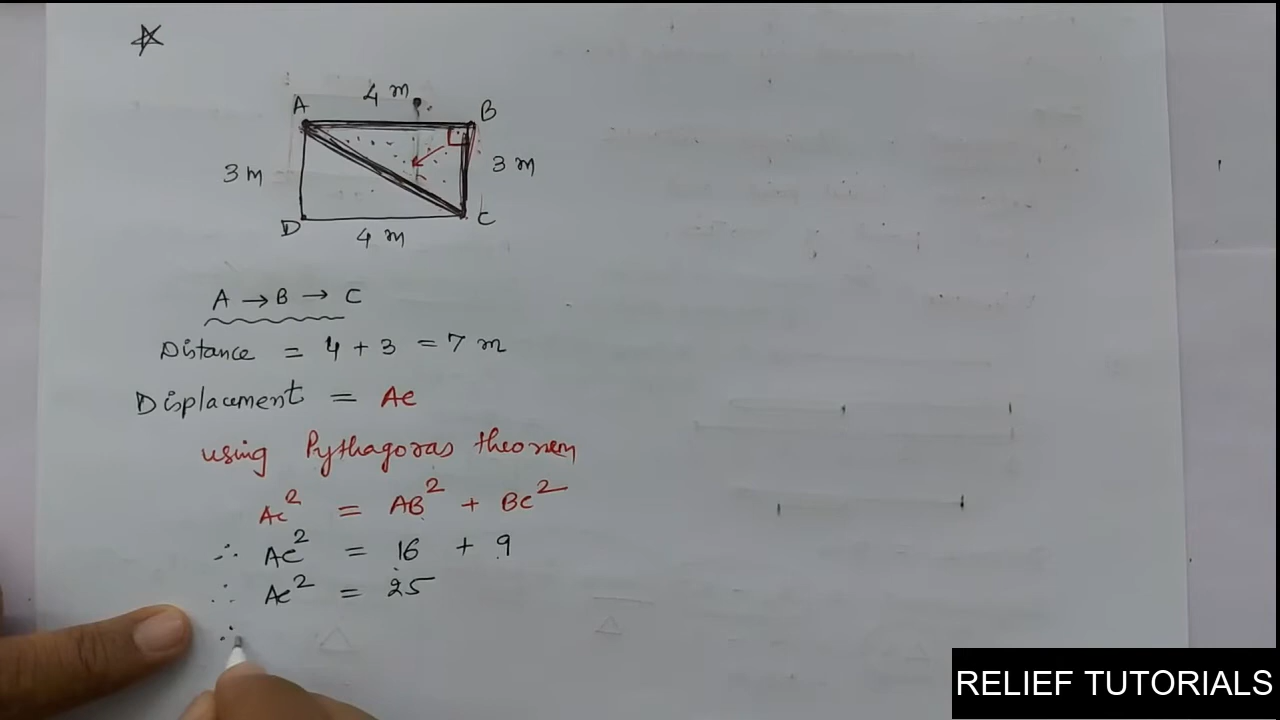 4 m
A
B
3 m
3 m
D
C
4 m
A → B → C
Distance = 4 + 3 = 7 m
Displacement = AC
using Pythagoras theorem
AC² = AB² + BC²
∴ AC² = 16 + 9
∴ AC² = 25
∴
RELIEF TUTORIALS